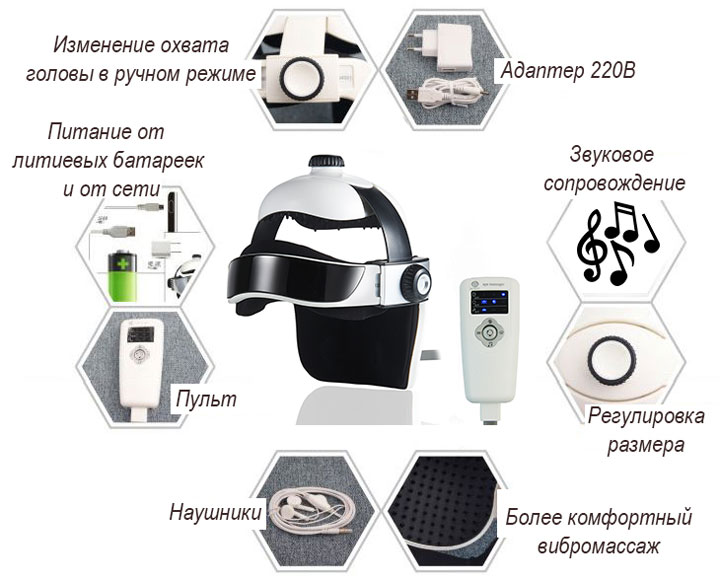 Изменение охвата
головы в ручном режиме
Адаптер 220В
Питание от
литиевых батареек
и от сети
Звуковое
сопровождение
Пульт
Регулировка
размера
Наушники
Более комфортный
вибромассаж